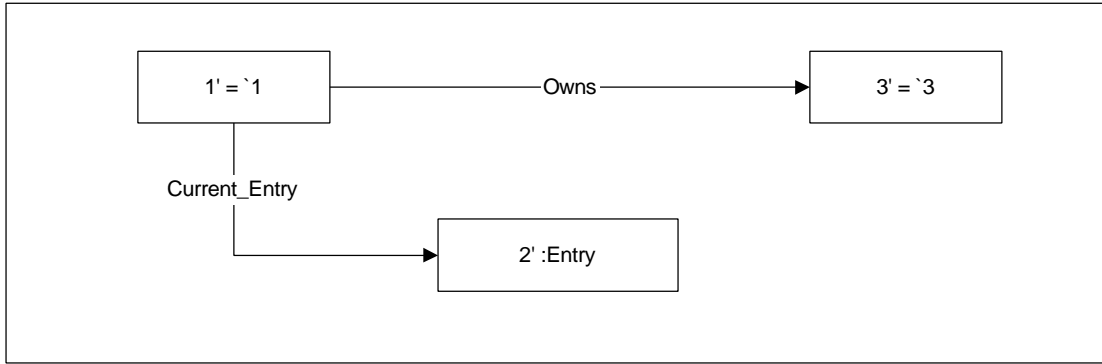 1' = `1
Owns
3' = `3
Current_Entry
2' :Entry